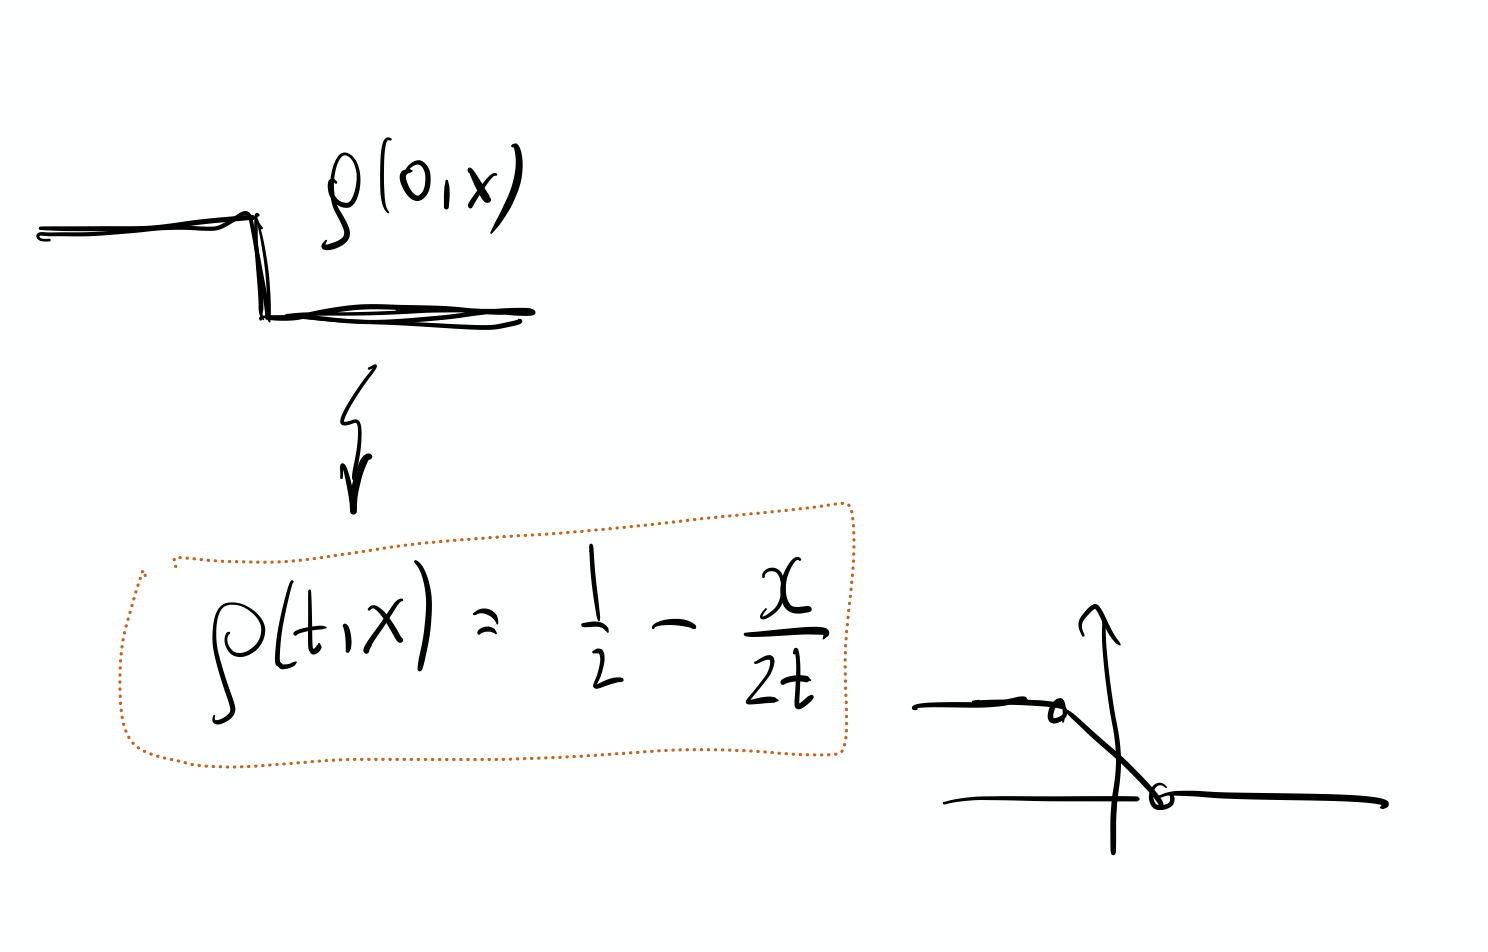 ρ(0,x)
ρ(t,x) = 1/2 - x/2t